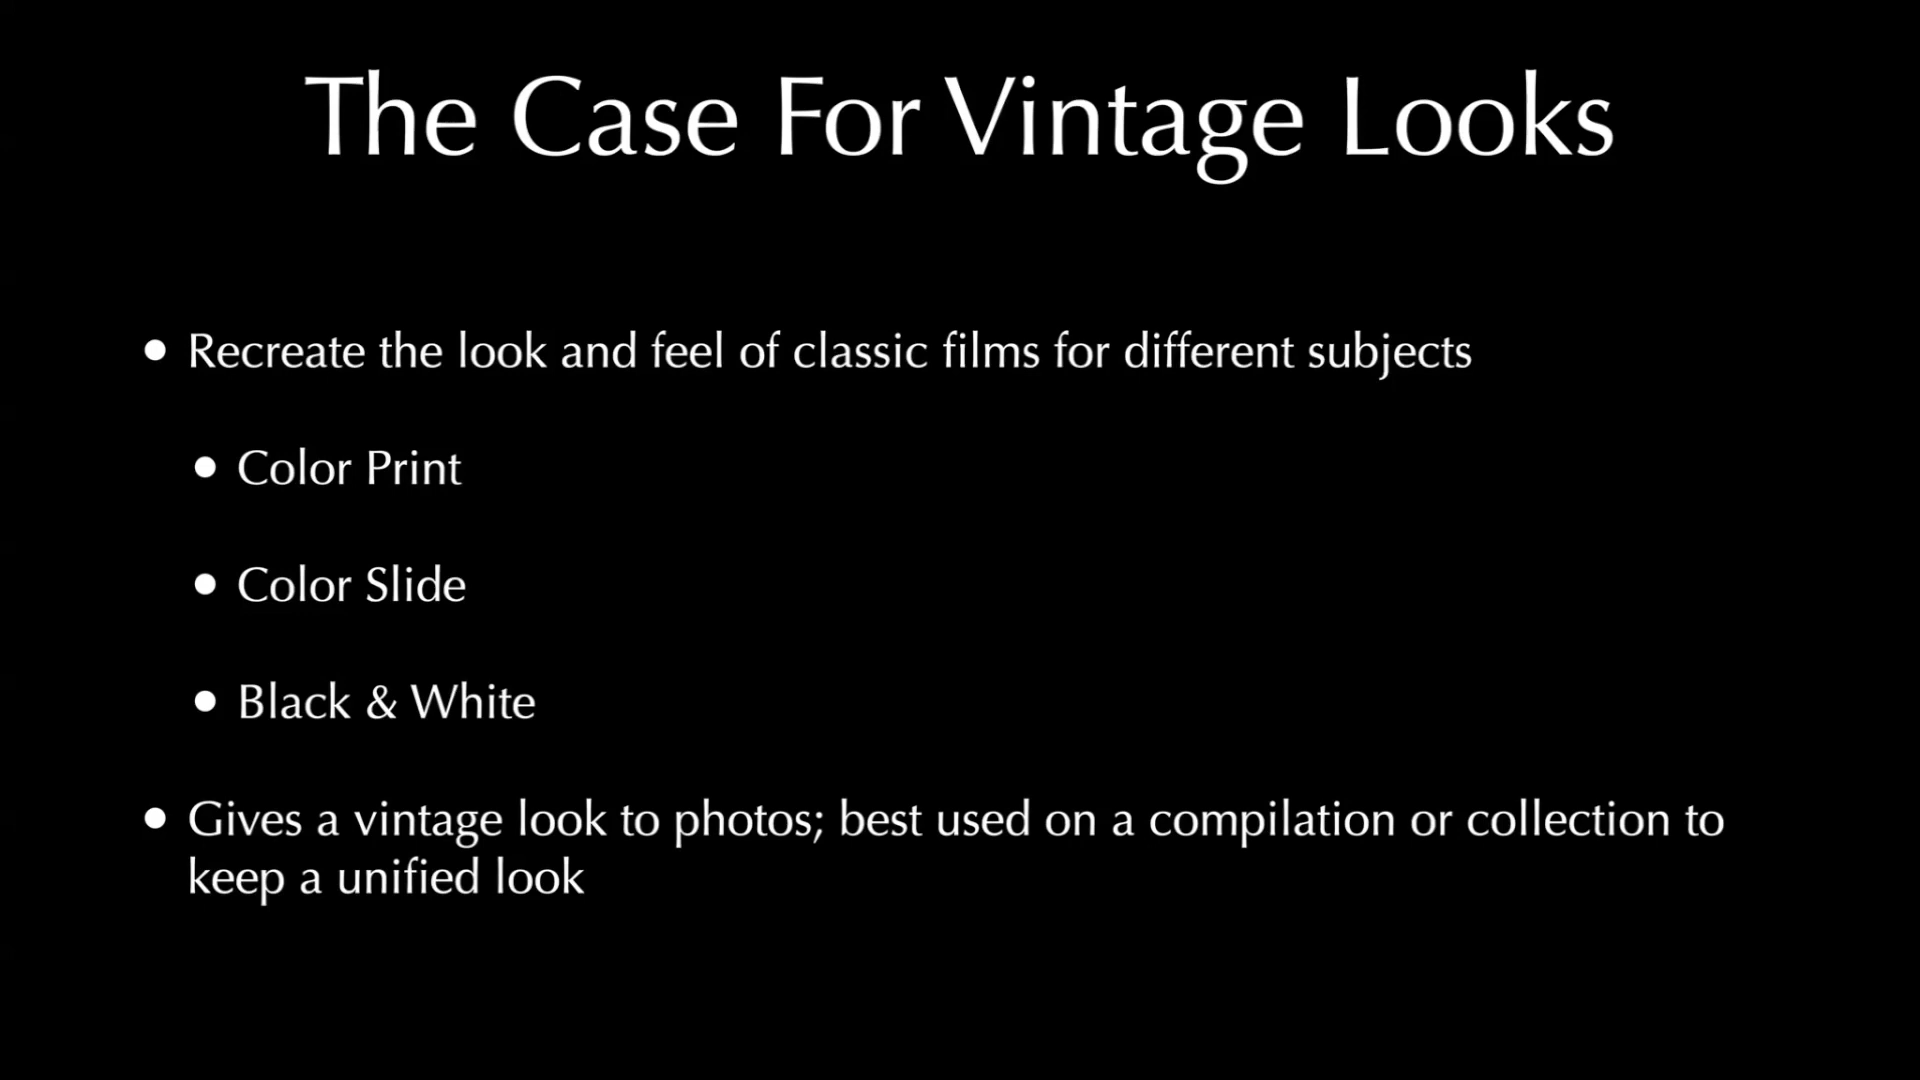 The Case For Vintage Looks
• Recreate the look and feel of classic films for different subjects
• Color Print
• Color Slide
• Black & White
• Gives a vintage look to photos; best used on a compilation or collection to
keep a unified look